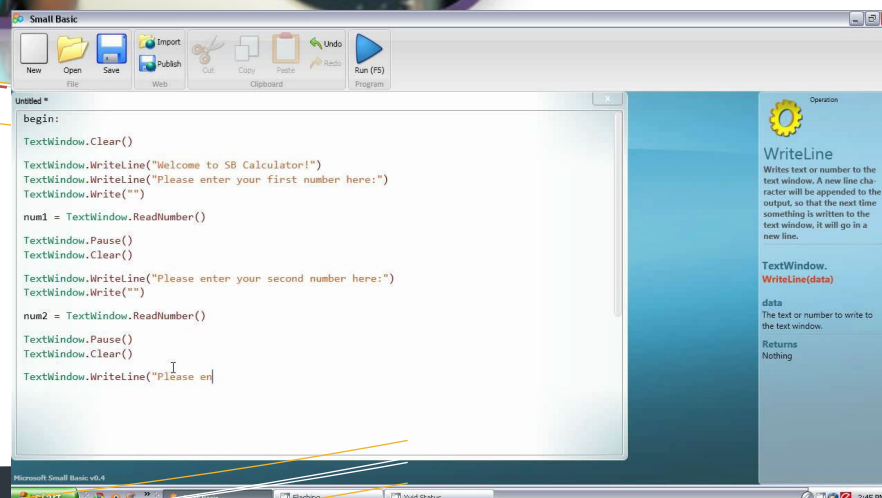 Small Basic
New
Open
Save
File
Import
Publish
Web
Cut
Copy
Paste
Undo
Redo
Clipboard
Run (F5)
Program
Untitled *
begin:
TextWindow.Clear()
TextWindow.WriteLine("Welcome to SB Calculator!")
TextWindow.WriteLine("Please enter your first number here:")
TextWindow.Write("")
num1 = TextWindow.ReadNumber()
TextWindow.Pause()
TextWindow.Clear()
TextWindow.WriteLine("Please enter your second number here:")
TextWindow.Write("")
num2 = TextWindow.ReadNumber()
TextWindow.Pause()
TextWindow.Clear()
TextWindow.WriteLine("Please en
Operation
WriteLine
Writes text or number to the
text window. A new line cha-
racter will be appended to the
output, so that the next time
something is written to the
text window, it will go in a
new line.
TextWindow.
WriteLine(data)
data
The text or number to write to
the text window.
Returns
Nothing
Microsoft Small Basic v0.4
2:45 PM